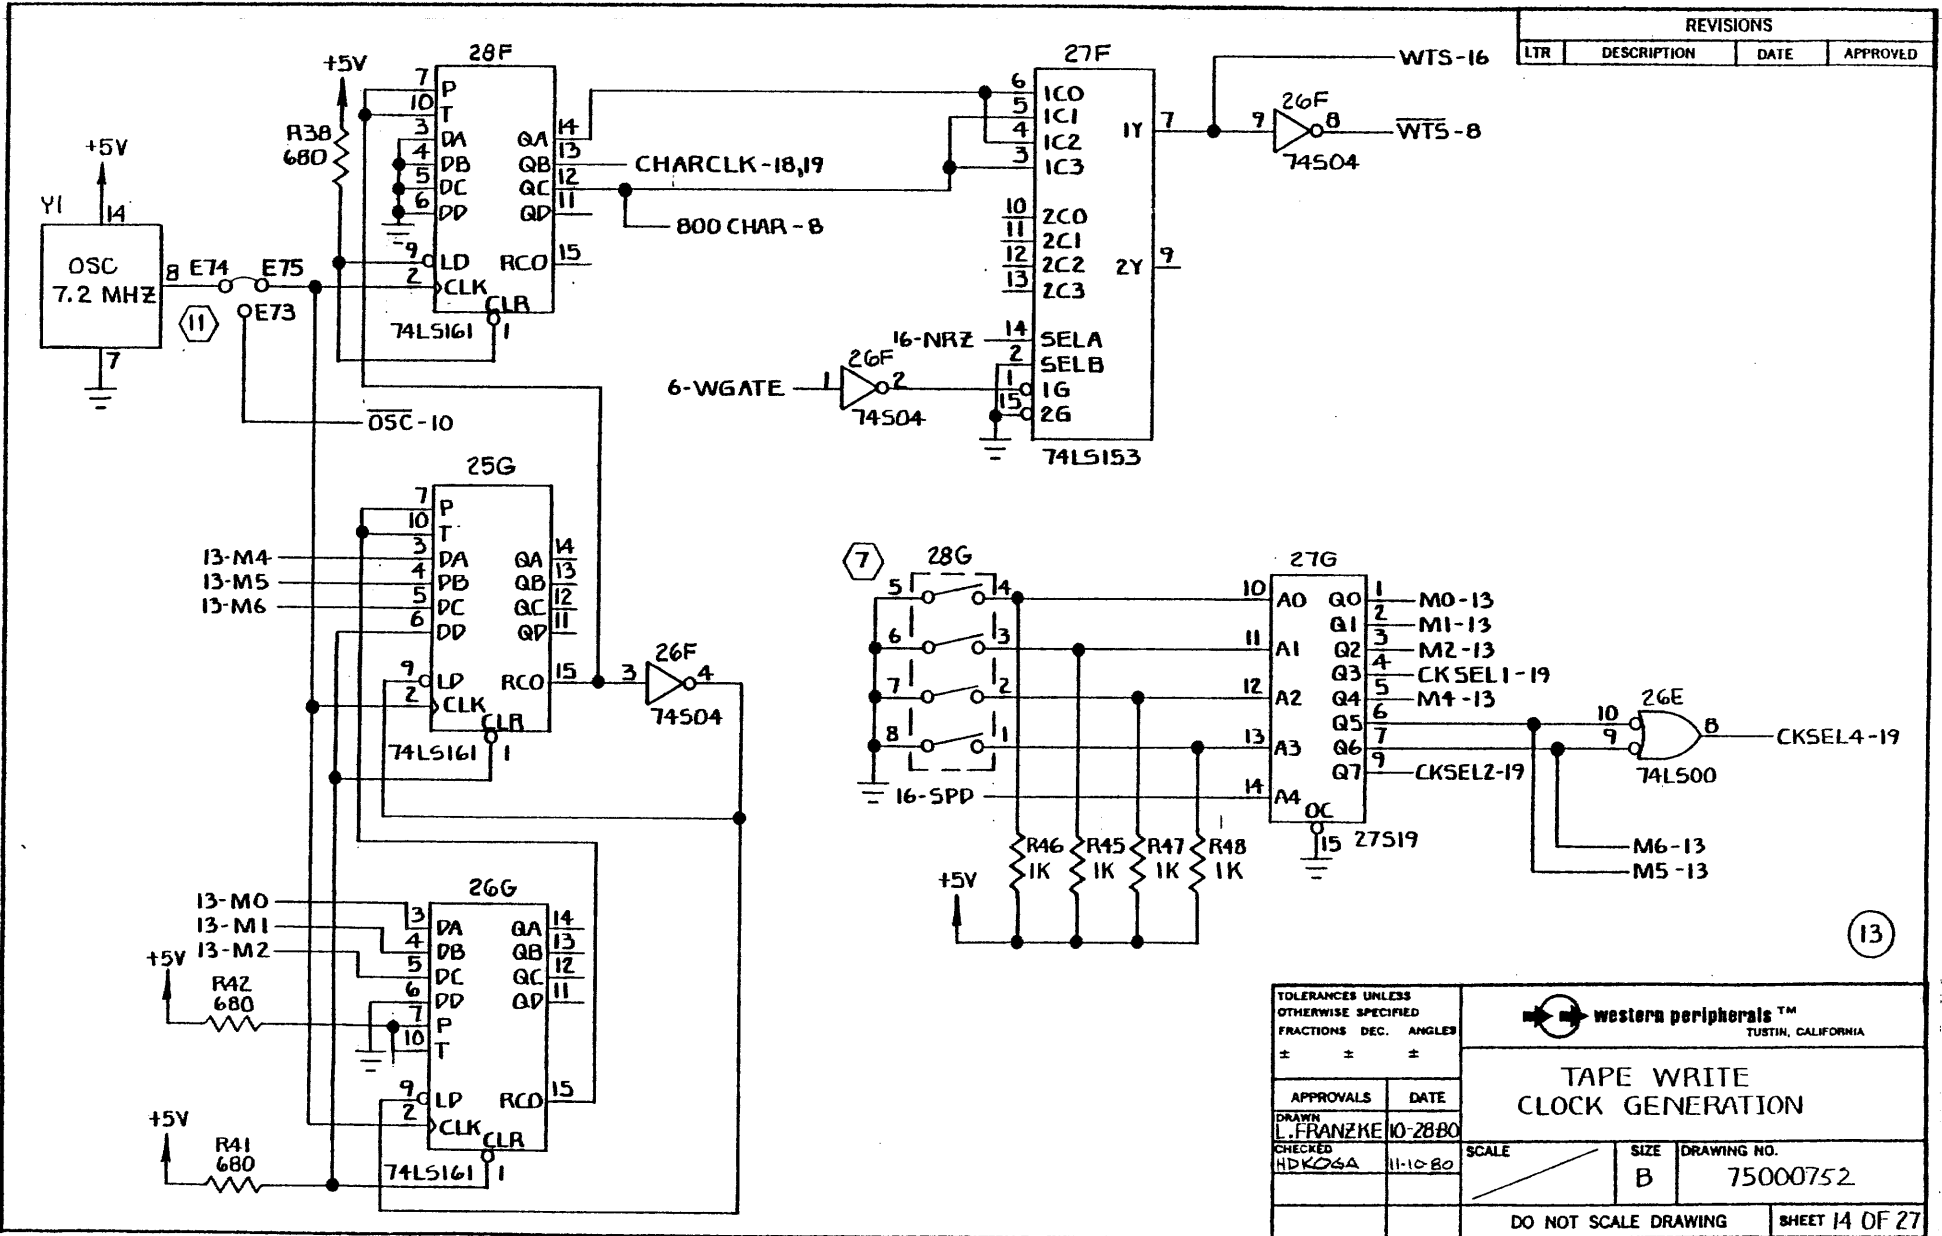 REVISIONS
LTR DESCRIPTION DATE APPROVED
28F
+5V
R38
680
7 P
10 T
3 DA
4 DB
5 DC
6 DD
9 LD
2 CLK
CLR
1
QA 14
QB 13
QC 12
QD 11
RCO 15
74LS161
CHARCLK-18,19
800 CHAR-8
+5V
Y1
14
OSC
7.2 MHZ
8
7
E74 E75
E73
11
OSC-10
27F
6 1C0
5 1C1
4 1C2
3 1C3
10 2C0
11 2C1
12 2C2
13 2C3
14 SELA
2 SELB
1 1G
15 2G
1Y 7
2Y 9
74LS153
16-NRZ
6-WGATE
1 26F 2
74S04
WTS-16
9 26F 8
74S04
WTS-8
25G
7 P
10 T
3 DA
4 DB
5 DC
6 DD
9 LD
2 CLK
CLR
1
QA 14
QB 13
QC 12
QD 11
RCO 15
74LS161
13-M4
13-M5
13-M6
3 26F 4
74S04
26G
13-M0
13-M1
13-M2
3 DA
4 DB
5 DC
6 DD
7 P
10 T
9 LD
2 CLK
CLR
1
QA 14
QB 13
QC 12
QD 11
RCO 15
74LS161
+5V
R42
680
+5V
R41
680
7
28G
5 4
6 3
7 2
8 1
16-SPD
27G
10 A0
11 A1
12 A2
13 A3
14 A4
Q0 1 M0-13
Q1 2 M1-13
Q2 3 M2-13
Q3 4 CKSEL1-19
Q4 5 M4-13
Q5 6
Q6 7
Q7 9 CKSEL2-19
OC
15
27S19
26E
10
9
8
74LS00
CKSEL4-19
M6-13
M5-13
R46
1K
R45
1K
R47
1K
R48
1K
+5V
13
TOLERANCES UNLESS
OTHERWISE SPECIFIED
FRACTIONS DEC. ANGLES
± ± ±
APPROVALS DATE
DRAWN
L.FRANZKE 10-28-80
CHECKED
HDKOGA 11-10-80
western peripherals ™
TUSTIN, CALIFORNIA
TAPE WRITE
CLOCK GENERATION
SCALE
SIZE
B
DRAWING NO.
75000752
DO NOT SCALE DRAWING
SHEET 14 OF 27